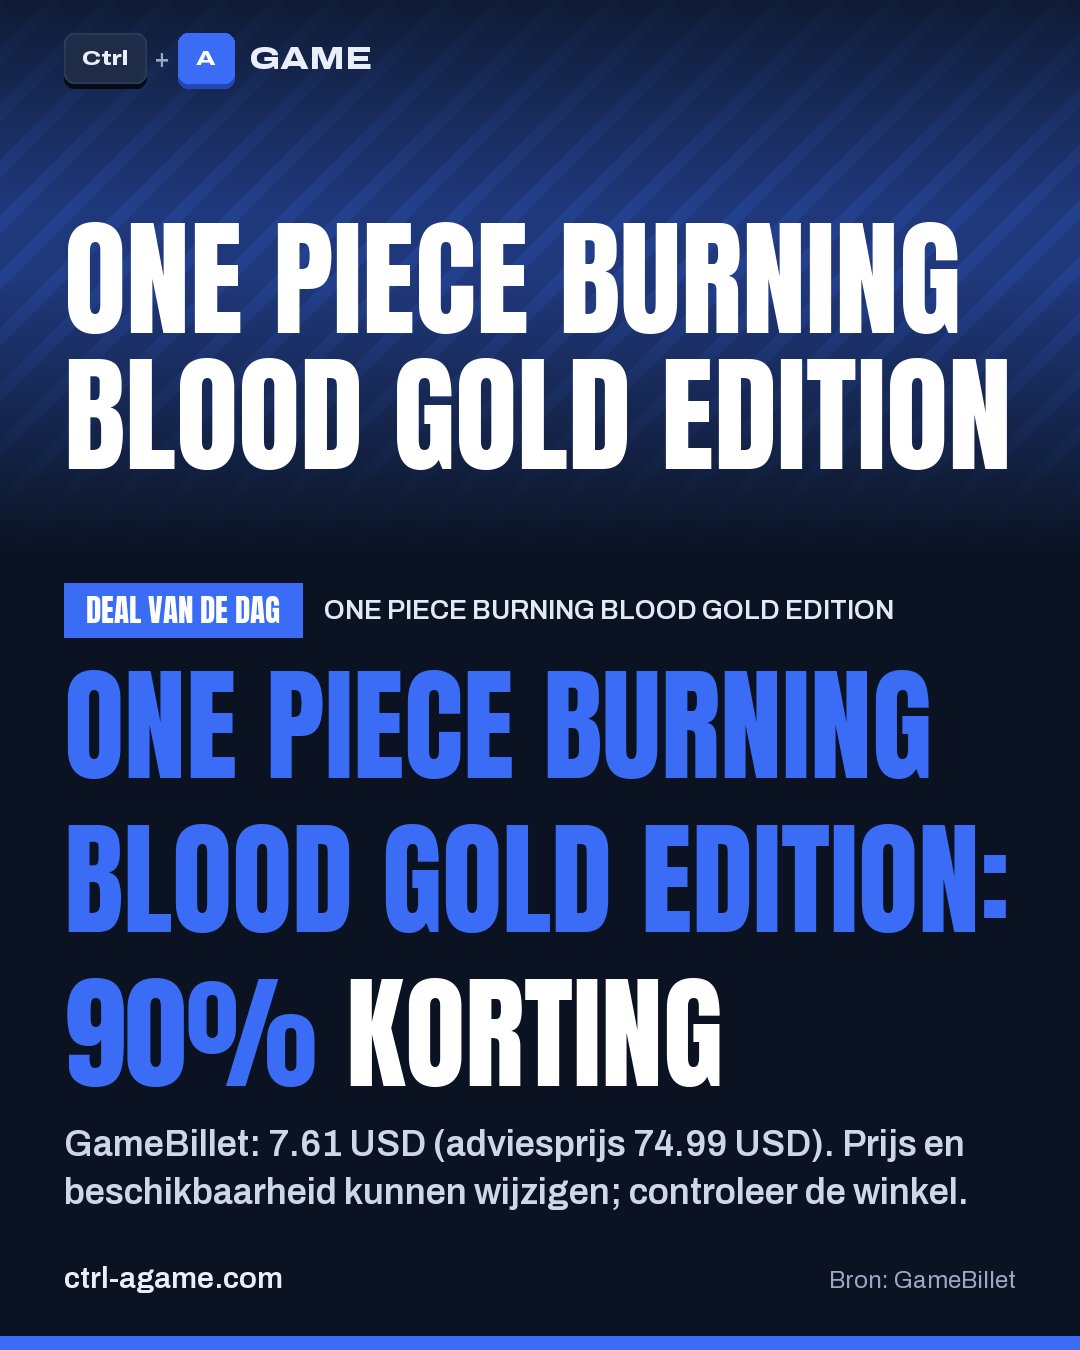 Ctrl + A GAME
ONE PIECE BURNING
BLOOD GOLD EDITION
DEAL VAN DE DAG ONE PIECE BURNING BLOOD GOLD EDITION
ONE PIECE BURNING
BLOOD GOLD EDITION:
90% KORTING
GameBillet: 7.61 USD (adviesprijs 74.99 USD). Prijs en
beschikbaarheid kunnen wijzigen; controleer de winkel.
ctrl-agame.com Bron: GameBillet